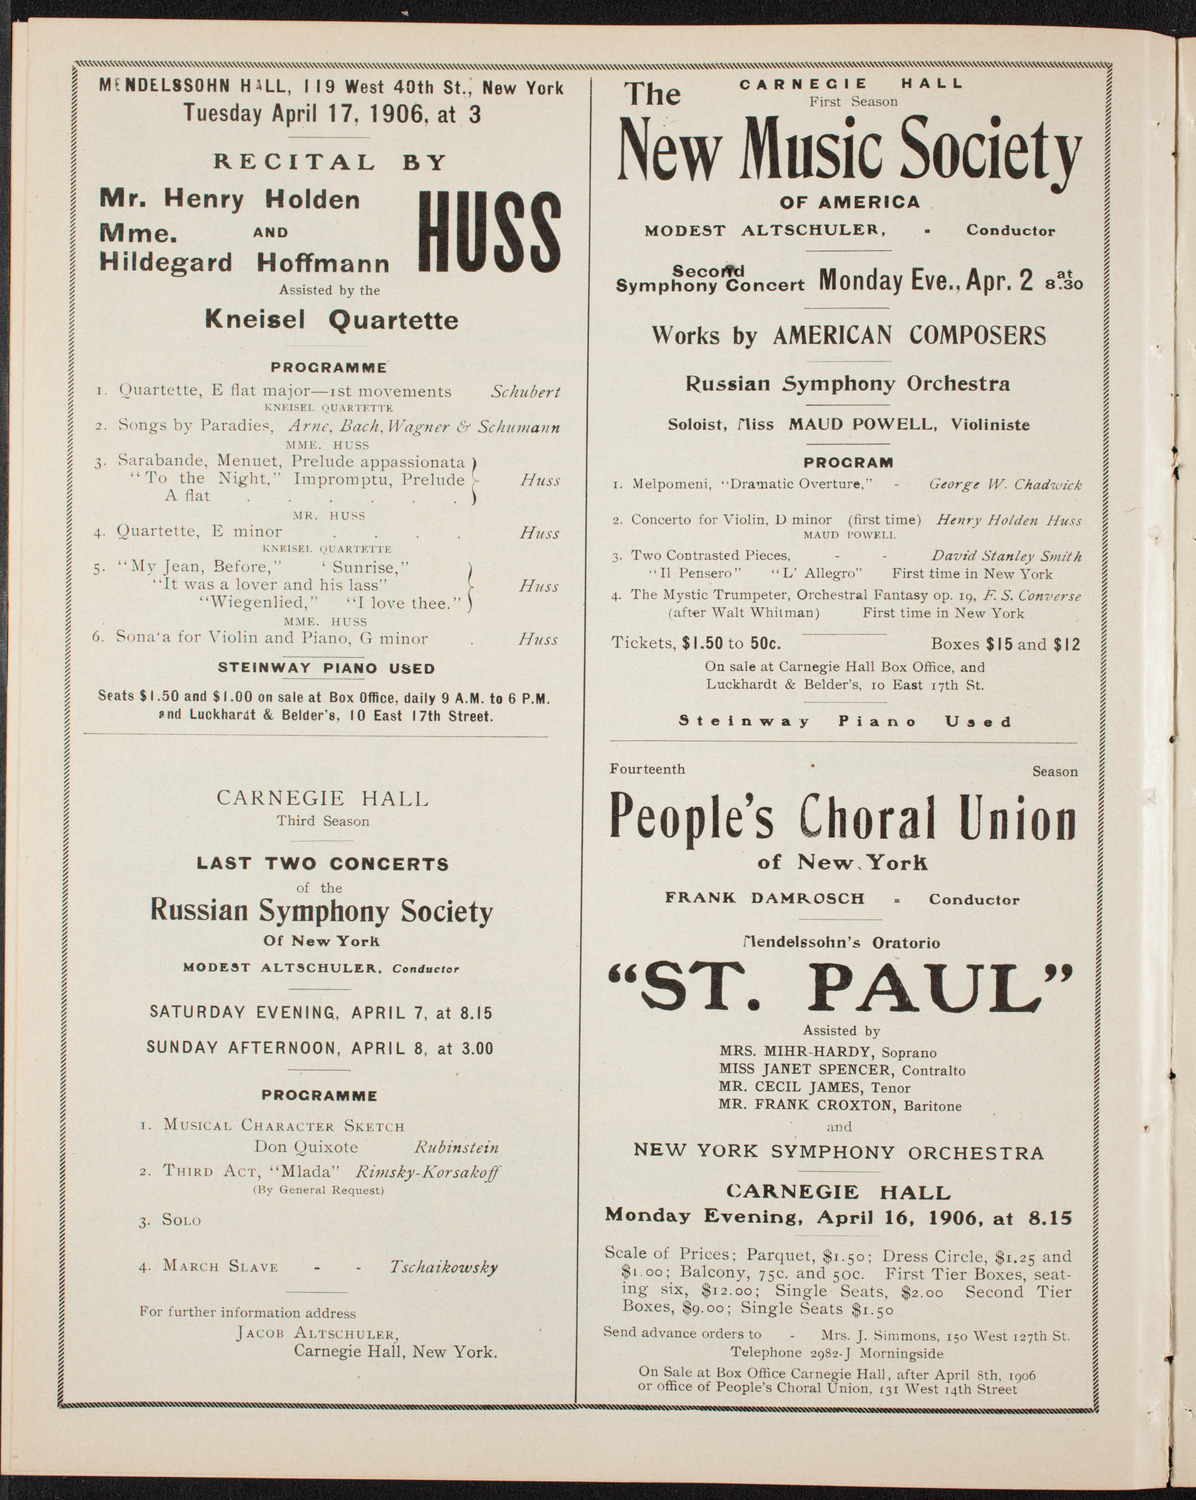 MENDELSSOHN HALL, 119 West 40th St., New York
Tuesday April 17, 1906, at 3
RECITAL BY
Mr. Henry Holden
Mme. AND
Hildegard Hoffmann
HUSS
Assisted by the
Kneisel Quartette
PROGRAMME
1. Quartette, E flat major—1st movements Schubert
KNEISEL QUARTETTE
2. Songs by Paradies, Arne, Bach, Wagner & Schumann
MME. HUSS
3. Sarabande, Menuet, Prelude appassionata
"To the Night," Impromptu, Prelude Huss
A flat . . . . . .
MR. HUSS
4. Quartette, E minor . . . . Huss
KNEISEL QUARTETTE
5. "My Jean, Before," 'Sunrise,"
"It was a lover and his lass" Huss
"Wiegenlied," "I love thee."
MME. HUSS
6. Sona'a for Violin and Piano, G minor . Huss
STEINWAY PIANO USED
Seats $1.50 and $1.00 on sale at Box Office, daily 9 A.M. to 6 P.M.
and Luckhardt & Belder's, 10 East 17th Street.
CARNEGIE HALL
Third Season
LAST TWO CONCERTS
of the
Russian Symphony Society
Of New York
MODEST ALTSCHULER, Conductor
SATURDAY EVENING, APRIL 7, at 8.15
SUNDAY AFTERNOON, APRIL 8, at 3.00
PROGRAMME
1. MUSICAL CHARACTER SKETCH
Don Quixote Rubinstein
2. THIRD ACT, "Mlada" Rimsky-Korsakoff
(By General Request)
3. SOLO
4. MARCH SLAVE - - Tschaikowsky
For further information address
JACOB ALTSCHULER,
Carnegie Hall, New York.
CARNEGIE HALL
First Season
The
New Music Society
OF AMERICA
MODEST ALTSCHULER, - Conductor
Second Symphony Concert Monday Eve., Apr. 2 at 8.30
Works by AMERICAN COMPOSERS
Russian Symphony Orchestra
Soloist, Miss MAUD POWELL, Violiniste
PROGRAM
1. Melpomeni, "Dramatic Overture," - George W. Chadwick
2. Concerto for Violin, D minor (first time) Henry Holden Huss
MAUD POWELL
3. Two Contrasted Pieces, - - David Stanley Smith
"Il Pensero" "L' Allegro" First time in New York
4. The Mystic Trumpeter, Orchestral Fantasy op. 19, F. S. Converse
(after Walt Whitman) First time in New York
Tickets, $1.50 to 50c. Boxes $15 and $12
On sale at Carnegie Hall Box Office, and
Luckhardt & Belder's, 10 East 17th St.
Steinway Piano Used
Fourteenth Season
People's Choral Union
of New York
FRANK DAMROSCH - Conductor
Mendelssohn's Oratorio
"ST. PAUL"
Assisted by
MRS. MIHR-HARDY, Soprano
MISS JANET SPENCER, Contralto
MR. CECIL JAMES, Tenor
MR. FRANK CROXTON, Baritone
and
NEW YORK SYMPHONY ORCHESTRA
CARNEGIE HALL
Monday Evening, April 16, 1906, at 8.15
Scale of Prices; Parquet, $1.50; Dress Circle, $1.25 and
$1.00; Balcony, 75c. and 50c. First Tier Boxes, seat-
ing six, $12.00; Single Seats, $2.00 Second Tier
Boxes, $9.00; Single Seats $1.50
Send advance orders to - Mrs. J. Simmons, 150 West 127th St.
Telephone 2982-J Morningside
On Sale at Box Office Carnegie Hall, after April 8th, 1906
or office of People's Choral Union, 131 West 14th Street